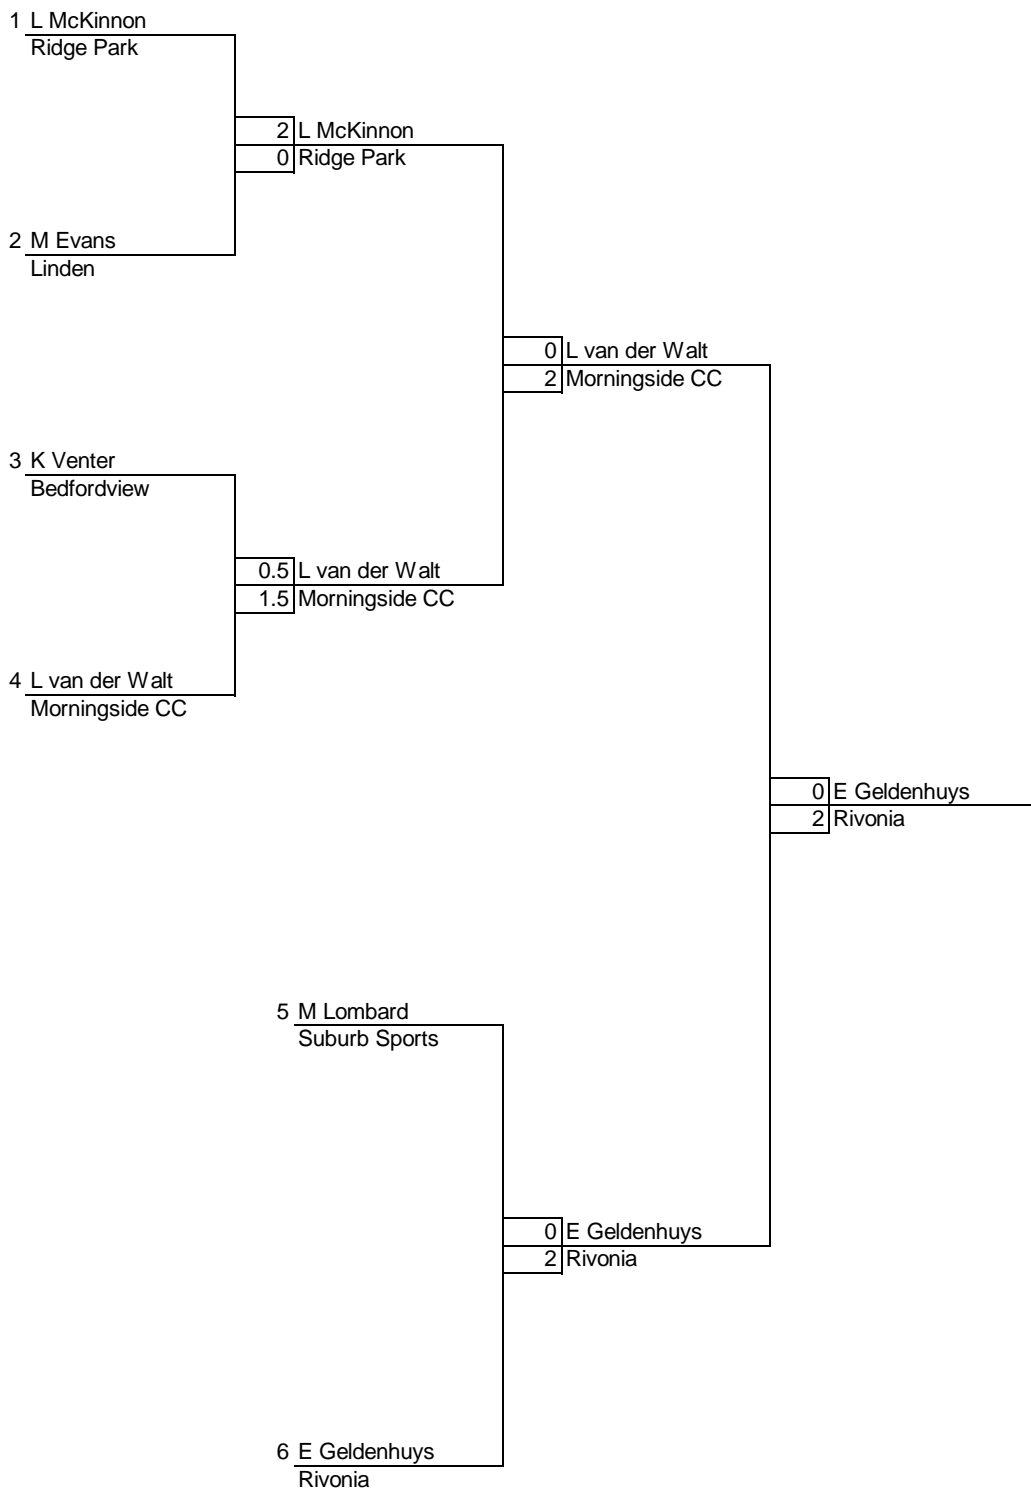 1 L McKinnon
Ridge Park
2 L McKinnon
0 Ridge Park
2 M Evans
Linden
0 L van der Walt
2 Morningside CC
3 K Venter
Bedfordview
0.5 L van der Walt
1.5 Morningside CC
4 L van der Walt
Morningside CC
0 E Geldenhuys
2 Rivonia
5 M Lombard
Suburb Sports
0 E Geldenhuys
2 Rivonia
6 E Geldenhuys
Rivonia